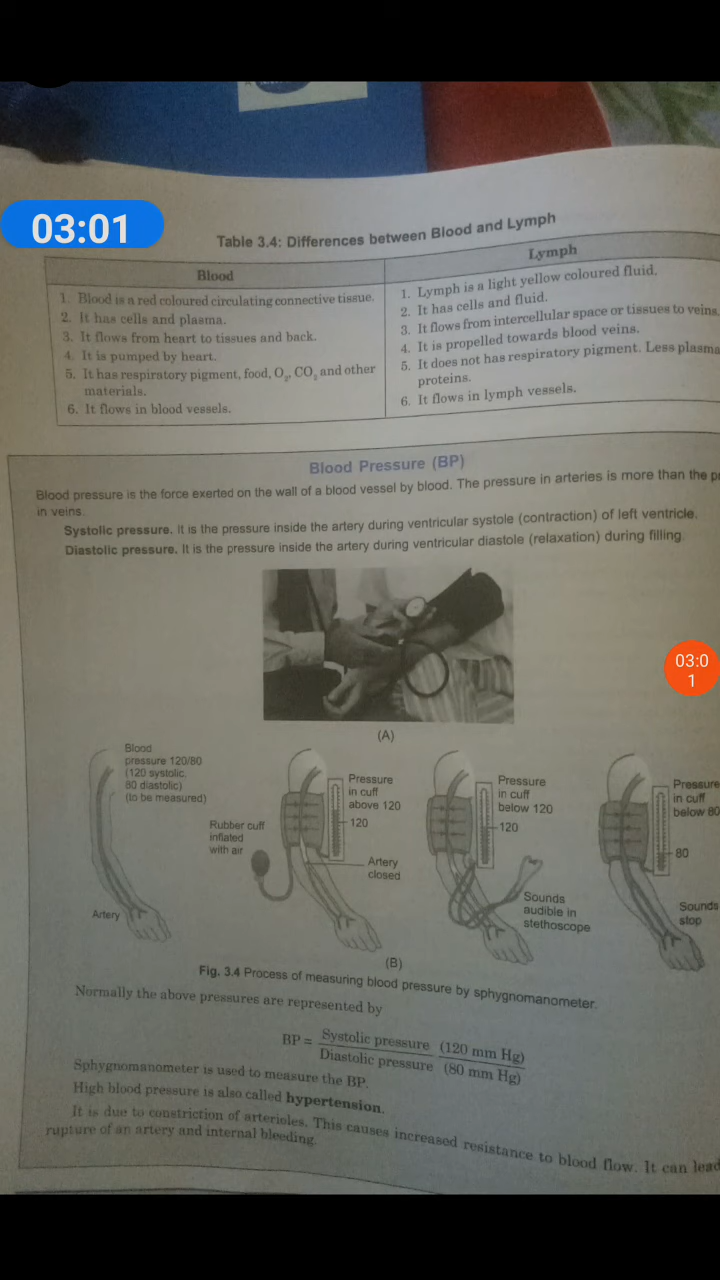 03:01
Table 3.4: Differences between Blood and Lymph
Blood
1. Blood is a red coloured circulating connective tissue.
2. It has cells and plasma.
3. It flows from heart to tissues and back.
4. It is pumped by heart.
5. It has respiratory pigment, food, O₂, CO₂ and other
materials.
6. It flows in blood vessels.
Lymph
1. Lymph is a light yellow coloured fluid.
2. It has cells and fluid.
3. It flows from intercellular space or tissues to veins.
4. It is propelled towards blood veins.
5. It does not has respiratory pigment. Less plasma
proteins.
6. It flows in lymph vessels.
Blood Pressure (BP)
Blood pressure is the force exerted on the wall of a blood vessel by blood. The pressure in arteries is more than the
in veins.
Systolic pressure. It is the pressure inside the artery during ventricular systole (contraction) of left ventricle.
Diastolic pressure. It is the pressure inside the artery during ventricular diastole (relaxation) during filling.
03:0
1
(A)
Blood
pressure 120/80
(120 systolic,
80 diastolic)
(to be measured)
Artery
Rubber cuff
inflated
with air
Pressure
in cuff
above 120
120
Artery
closed
Pressure
in cuff
below 120
120
Sounds
audible in
stethoscope
Pressure
in cuff
below 80
80
Sounds
stop
(B)
Fig. 3.4 Process of measuring blood pressure by sphygnomanometer.
Normally the above pressures are represented by
BP = Systolic pressure (120 mm Hg)
Diastolic pressure (80 mm Hg)
Sphygnomanometer is used to measure the BP.
High blood pressure is also called hypertension.
It is due to constriction of arterioles. This causes increased resistance to blood flow. It can lead
rupture of an artery and internal bleeding.